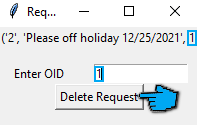 Req...
('2', 'Please off holiday 12/25/2021', 1
Enter OID 1
Delete Request